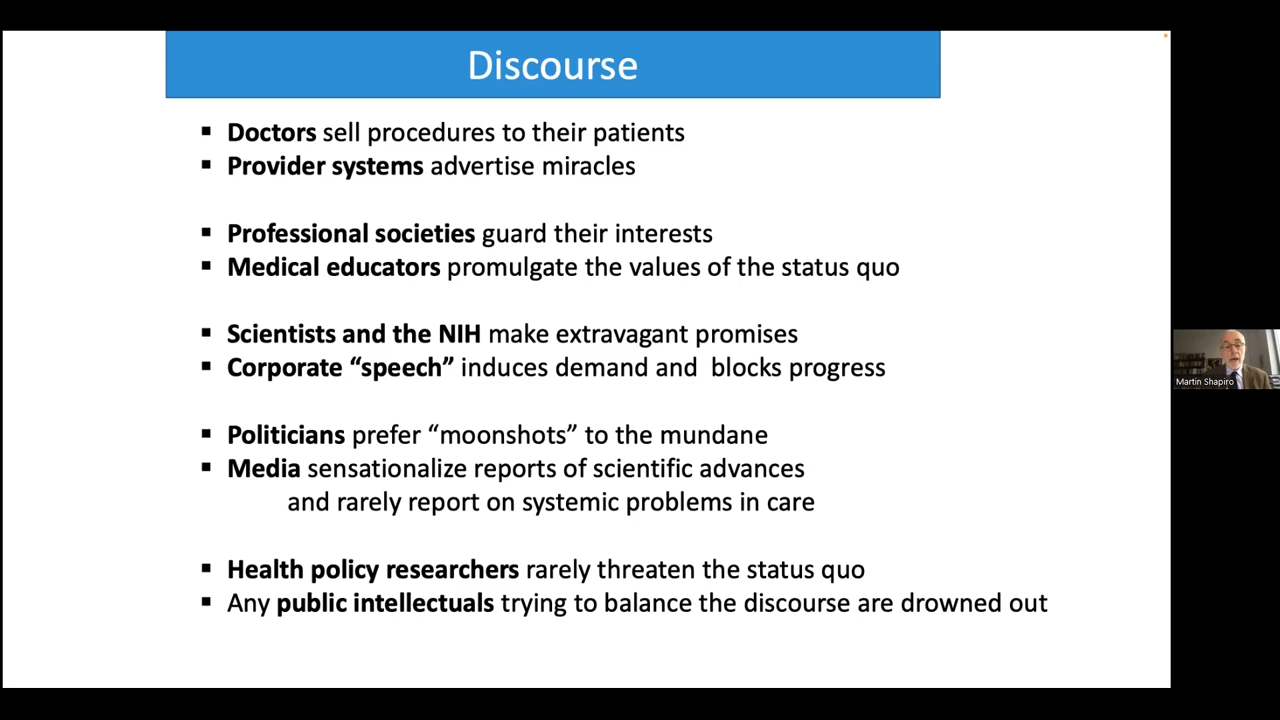 Discourse
▪ Doctors sell procedures to their patients
▪ Provider systems advertise miracles
▪ Professional societies guard their interests
▪ Medical educators promulgate the values of the status quo
▪ Scientists and the NIH make extravagant promises
▪ Corporate “speech” induces demand and  blocks progress
▪ Politicians prefer “moonshots” to the mundane
▪ Media sensationalize reports of scientific advances
and rarely report on systemic problems in care
▪ Health policy researchers rarely threaten the status quo
▪ Any public intellectuals trying to balance the discourse are drowned out
Martin Shapiro